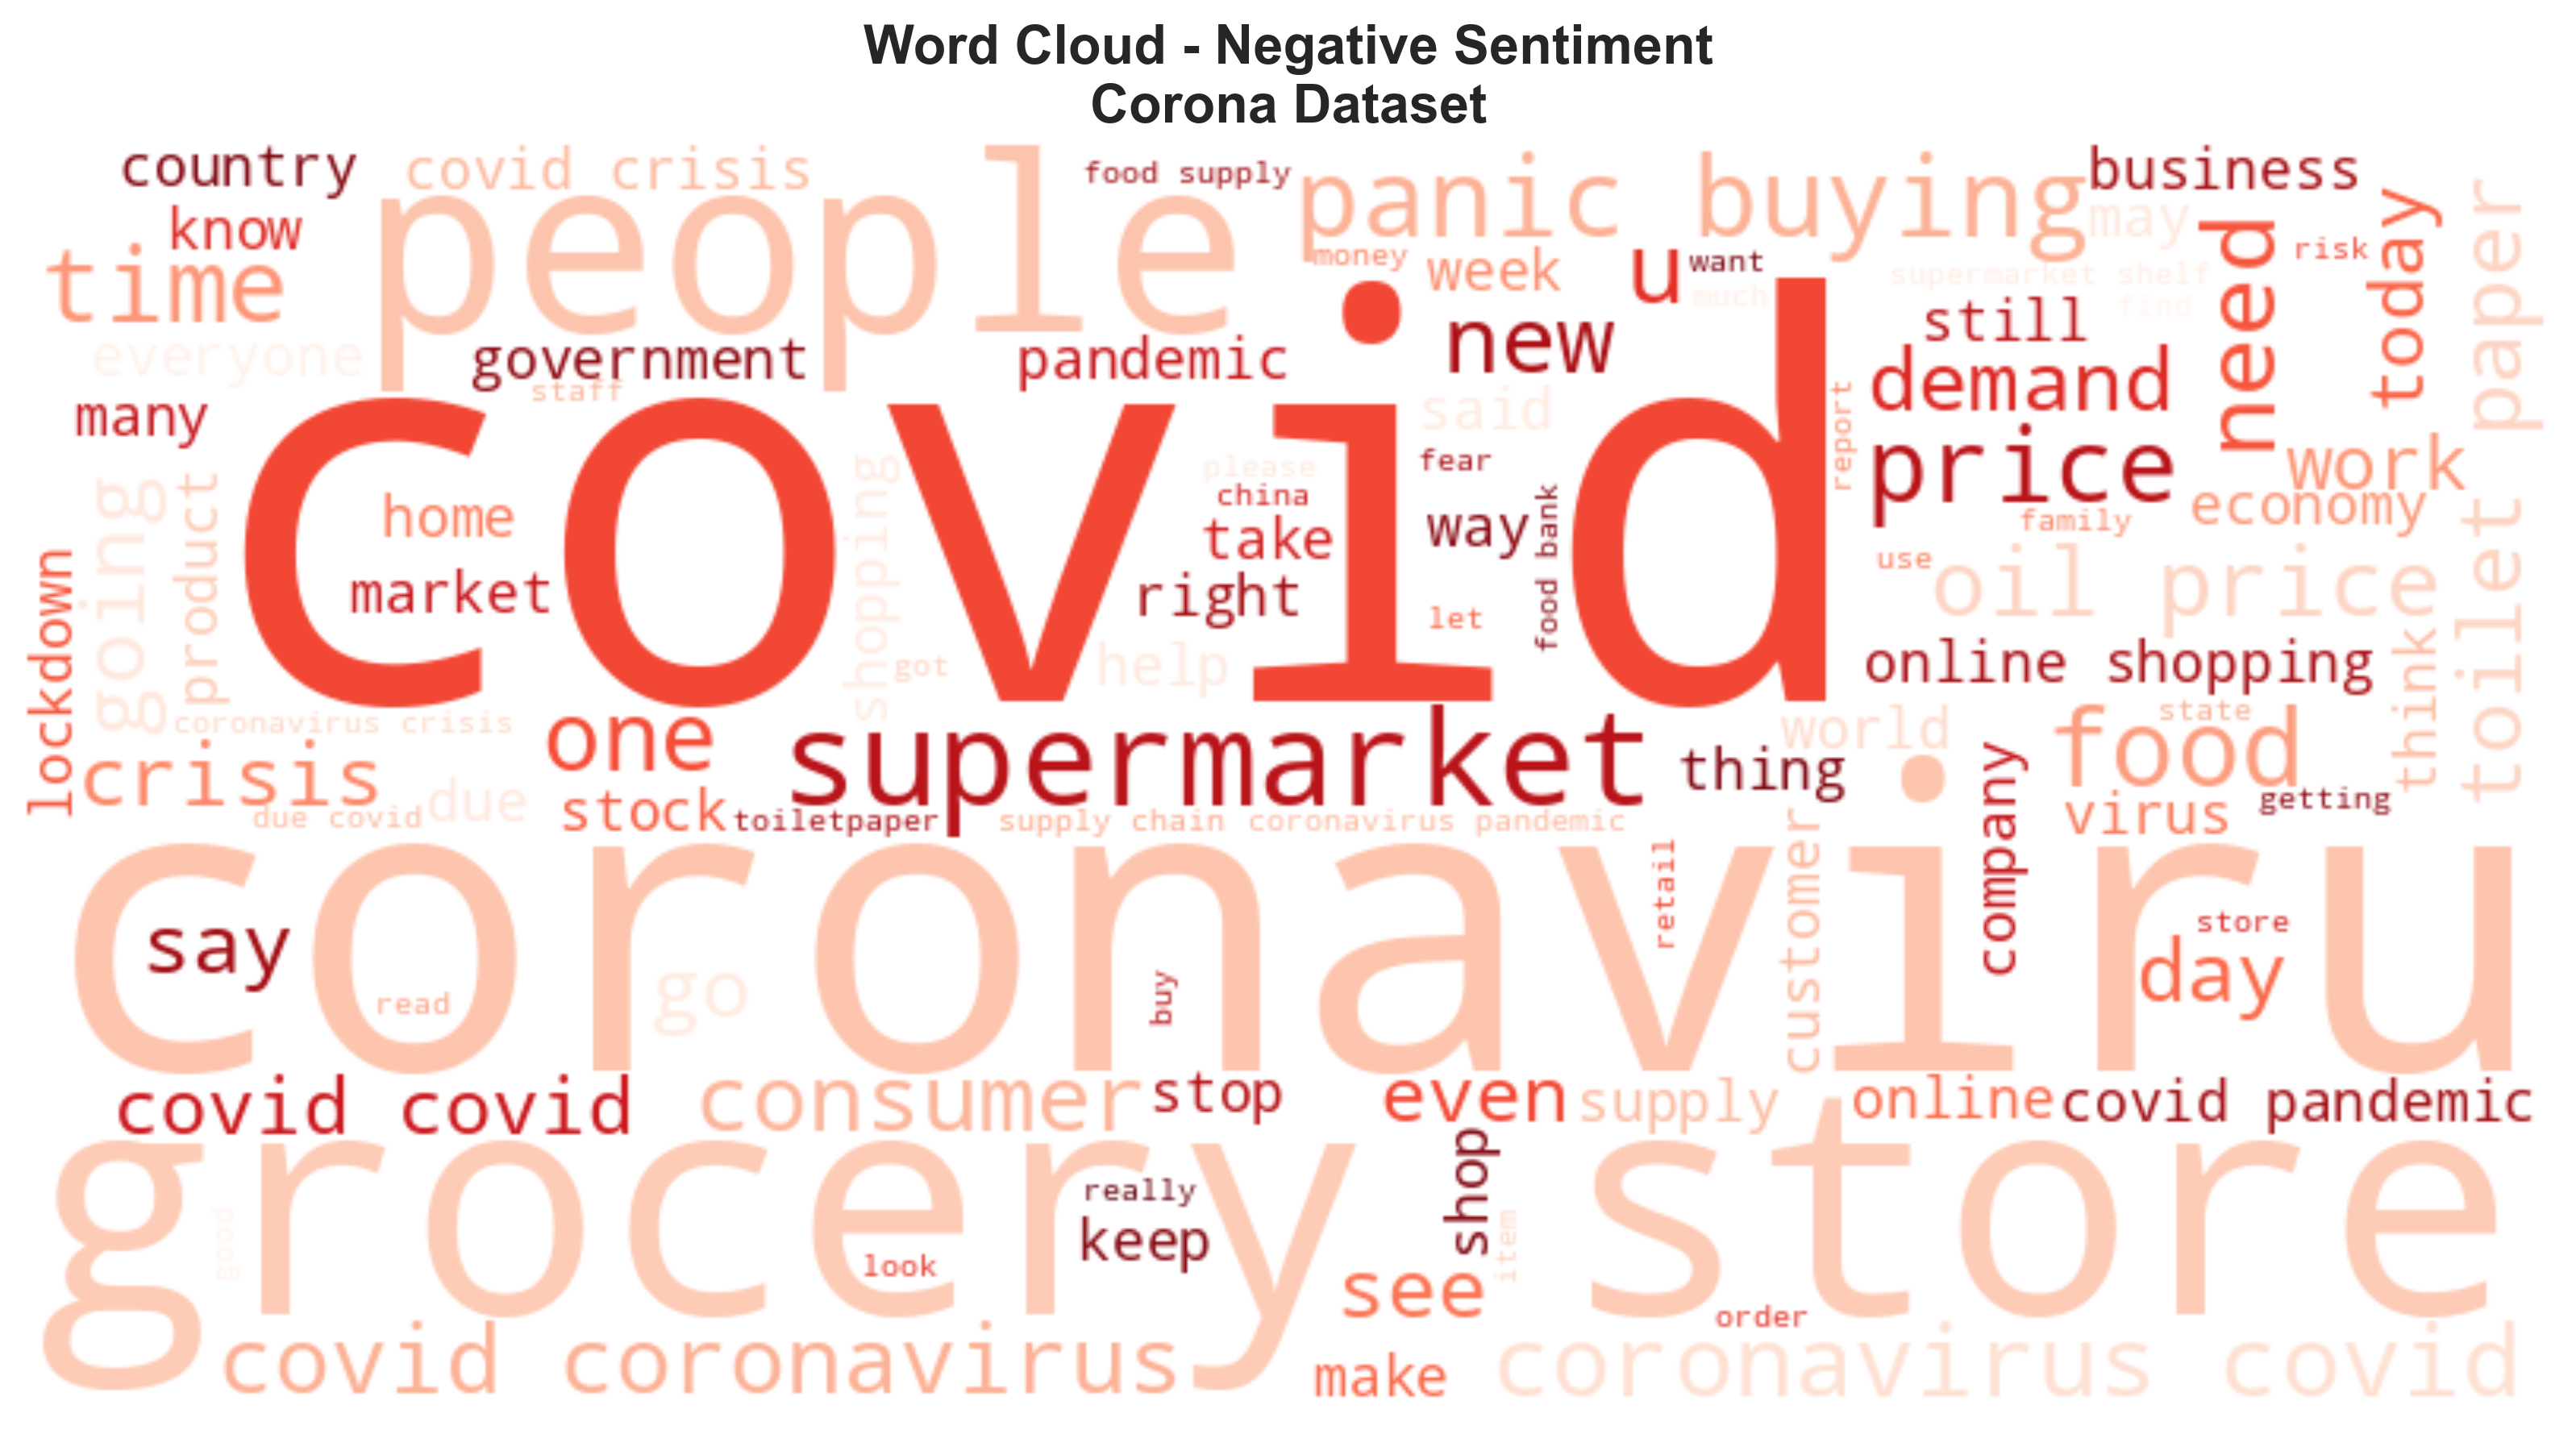 Word Cloud - Negative Sentiment
Corona Dataset
country
covid crisis
food supply
panic buying
business
people
know
time
money
week
u
want
may
much
supermarket shelf
find
need
risk
today
toilet paper
everyone
government
staff
pandemic
new
still
demand
many
covid
said
report
price
work
economy
going
product
home
shopping
please
china
fear
take
way
food bank
family
use
oil price
lockdown
market
right
let
help
got
online shopping
think
coronavirus crisis
one
supermarket
world
thing
state
food
crisis
due
due covid
stock
toiletpaper
supply chain
coronavirus pandemic
company
virus
getting
coronaviru
say
read
go
buy
retail
customer
store
day
covid covid
consumer
stop
even
supply
online
covid pandemic
grocery store
good
look
really
keep
shop
item
see
order
covid coronavirus
make
coronavirus covid